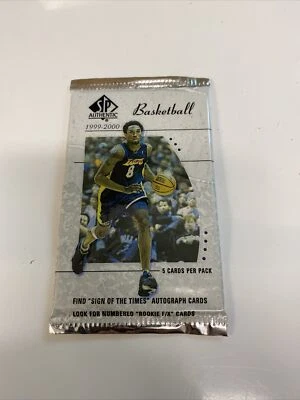 SP
AUTHENTIC
Basketball
1999-2000
LAKERS
8
5 CARDS PER PACK
FIND "SIGN OF THE TIMES" AUTOGRAPH CARDS
LOOK FOR NUMBERED "ROOKIE F/X" CARDS